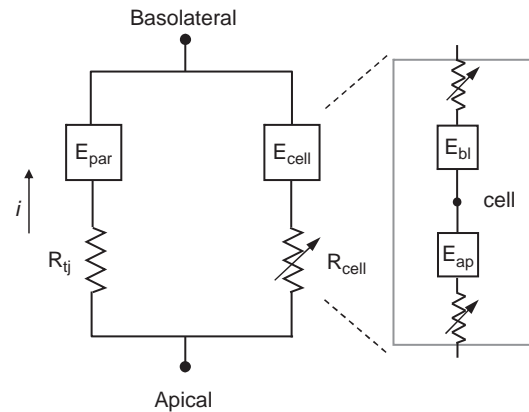 Basolateral
E_par
E_cell
E_bl
i
cell
R_tj
R_cell
E_ap
Apical